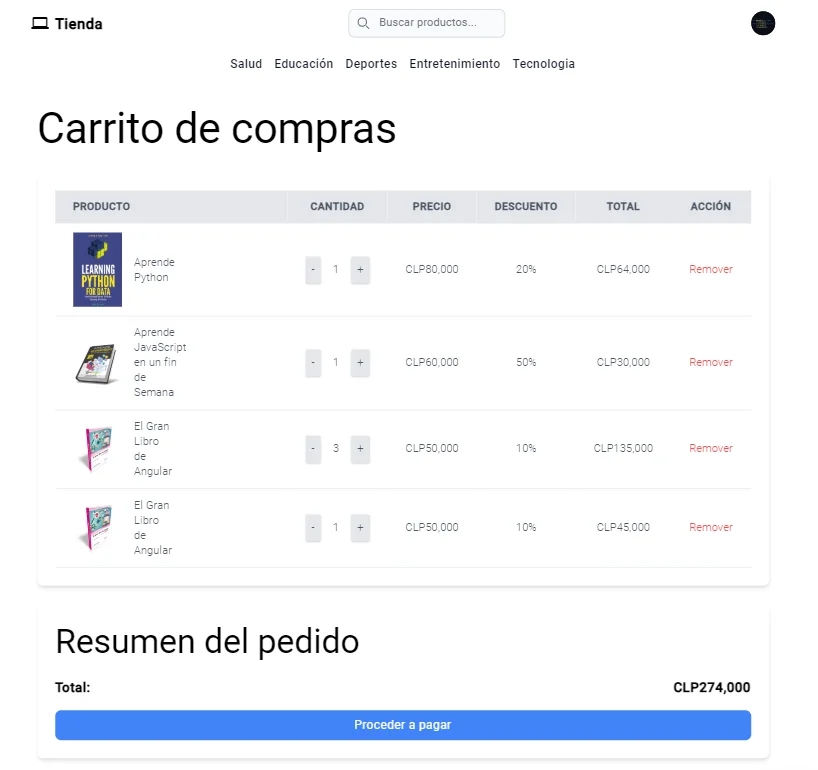 Tienda
Buscar productos...
Salud Educación Deportes Entretenimiento Tecnologia
Carrito de compras
PRODUCTO CANTIDAD PRECIO DESCUENTO TOTAL ACCIÓN
LEARNING
PYTHON
FOR DATA
Aprende
Python
- 1 + CLP80,000 20% CLP64,000 Remover
Aprende
JavaScript
en un fin
de
Semana
- 1 + CLP60,000 50% CLP30,000 Remover
El Gran
Libro
de
Angular
- 3 + CLP50,000 10% CLP135,000 Remover
El Gran
Libro
de
Angular
- 1 + CLP50,000 10% CLP45,000 Remover
Resumen del pedido
Total: CLP274,000
Proceder a pagar